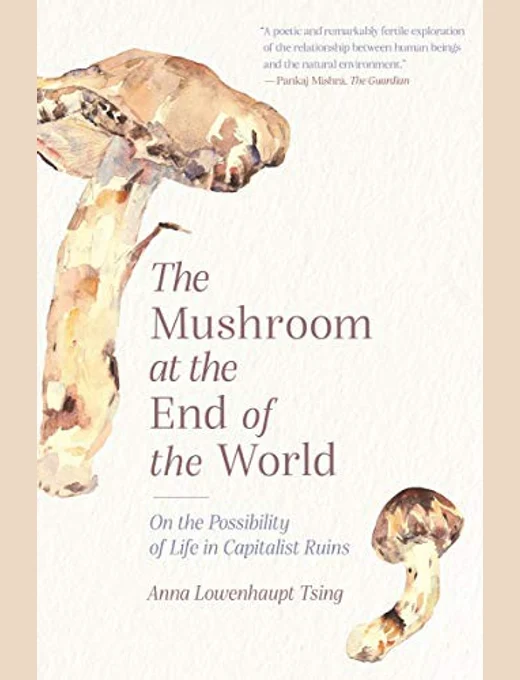 “A poetic and remarkably fertile exploration
of the relationship between human beings
and the natural environment.”
— Pankaj Mishra, The Guardian
The
Mushroom
at the
End of
the World
On the Possibility
of Life in Capitalist Ruins
Anna Lowenhaupt Tsing